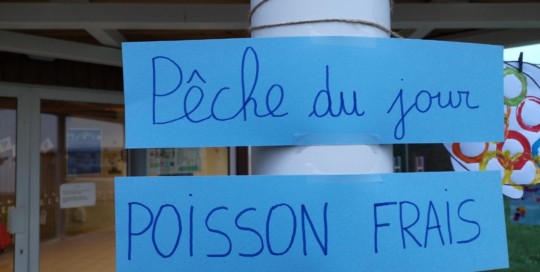 Pêche du jour
POISSON FRAIS